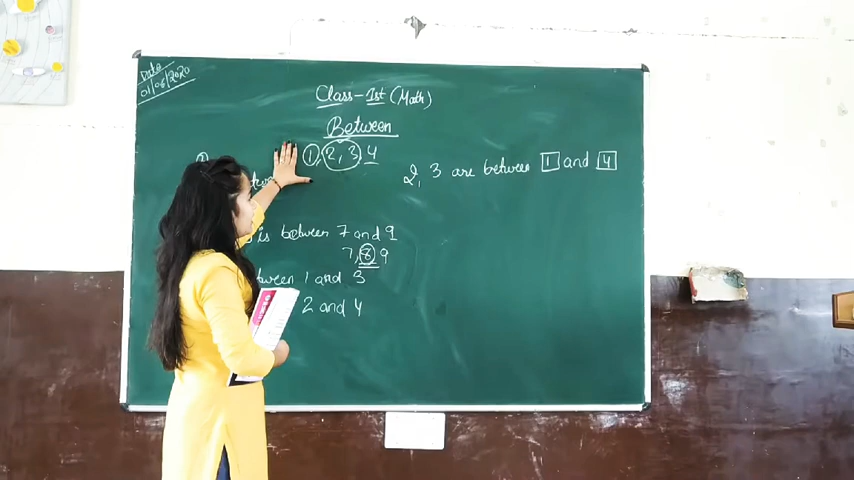 Date
01/06/2020
Class-1st (Math)
Between
1, 2, 3, 4
2, 3 are between 1 and 4
is between 7 and 9
7, 8, 9
between 1 and 3
2 and 4